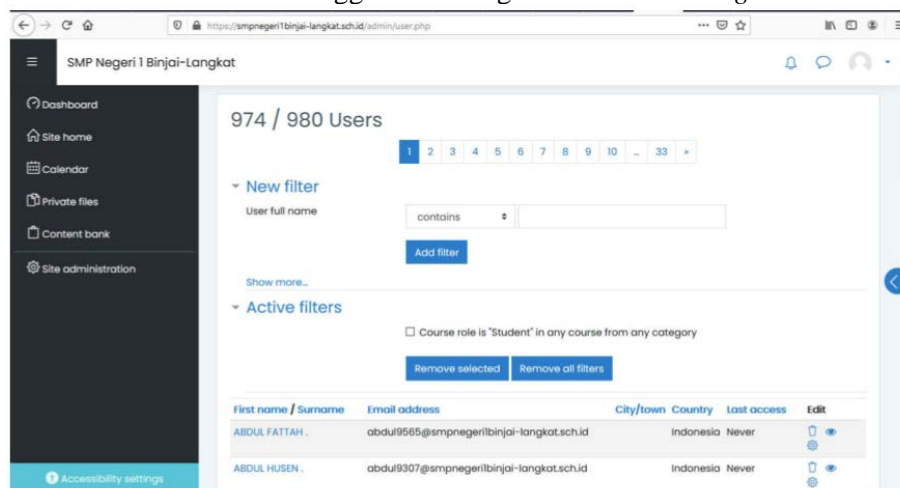 https://smpnegeri1binjai-langkat.sch.id/admin/user.php
SMP Negeri 1 Binjai-Langkat
Dashboard
Site home
Calendar
Private files
Content bank
Site administration
Accessibility settings
974 / 980 Users
1 2 3 4 5 6 7 8 9 10 ... 33 »
New filter
User full name contains
Add filter
Show more...
Active filters
Course role is "Student" in any course from any category
Remove selected Remove all filters
First name / Surname Email address City/town Country Last access Edit
ABDUL FATTAH . abdul9565@smpnegeri1binjai-langkat.sch.id Indonesia Never
ABDUL HUSEN . abdul9307@smpnegeri1binjai-langkat.sch.id Indonesia Never